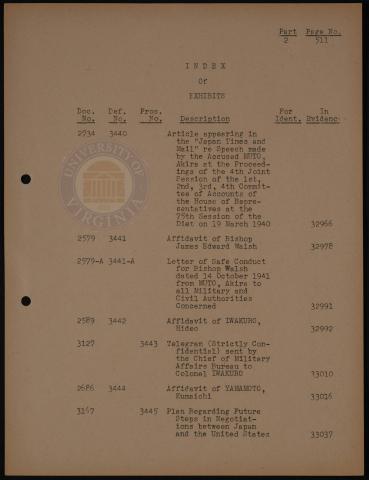 Part Page No.
2 511
I N D E X
Of
EXHIBITS
Doc. Def. Pros. For In
No. No. No. Description Ident. Evidence
2734 3440 Article appearing in
the "Japan Times and
Mail" re Speech made
by the Accused MUTO,
Akira at the Proceed-
ings of the 4th Joint
Session of the 1st,
2nd, 3rd, 4th Commit-
tee of Accounts of
the House of Repre-
sentatives at the
75th Session of the
Diet on 19 March 1940 32966
2579 3441 Affidavit of Bishop
James Edward Walsh 32978
2579-A 3441-A Letter of Safe Conduct
for Bishop Walsh
dated 14 October 1941
from MUTO, Akira to
all Military and
Civil Authorities
Concerned 32991
2589 3442 Affidavit of IWAKURO,
Hideo 32992
3127 3443 Telegram (Strictly Con-
fidential) sent by
the Chief of Military
Affairs Bureau to
Colonel IWAKURO 33010
2686 3444 Affidavit of YAMAMOTO,
Kumaichi 33016
3167 3445 Plan Regarding Future
Steps in Negotiat-
ions between Japan
and the United States 33037
UNIVERSITY OF
VIRGINIA